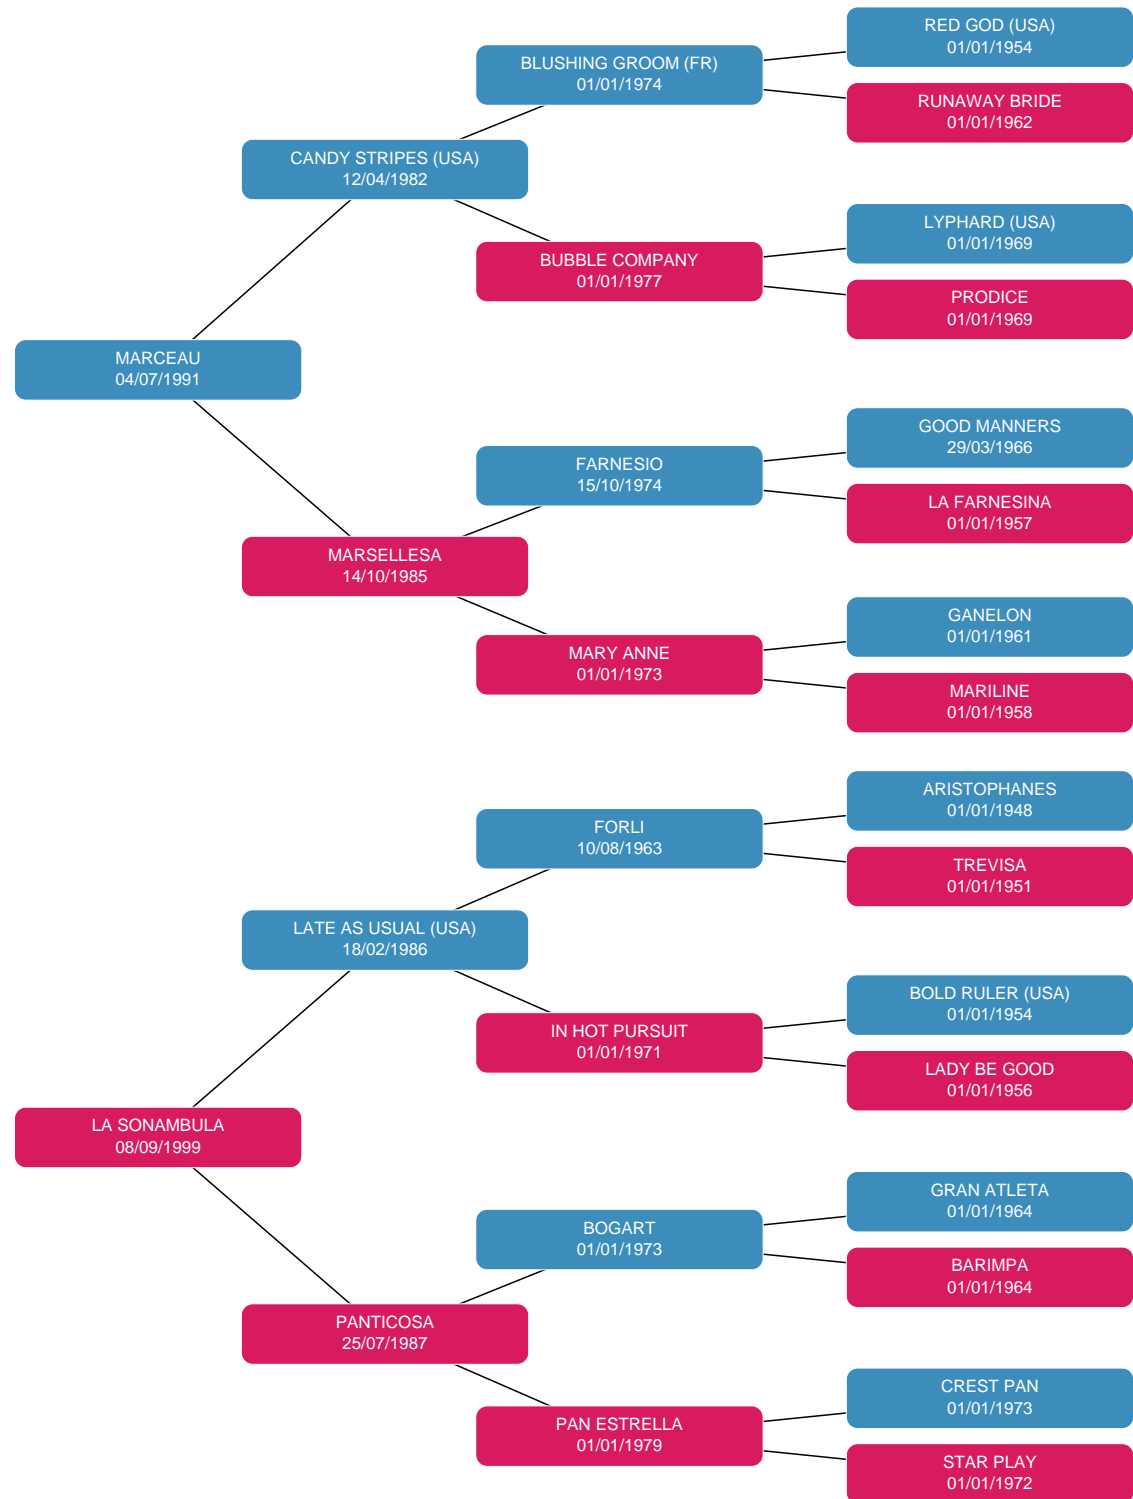 RED GOD (USA)
01/01/1954
BLUSHING GROOM (FR)
01/01/1974
RUNAWAY BRIDE
01/01/1962
CANDY STRIPES (USA)
12/04/1982
LYPHARD (USA)
01/01/1969
BUBBLE COMPANY
01/01/1977
PRODICE
01/01/1969
MARCEAU
04/07/1991
GOOD MANNERS
29/03/1966
FARNESIO
15/10/1974
LA FARNESINA
01/01/1957
MARSELLESA
14/10/1985
GANELON
01/01/1961
MARY ANNE
01/01/1973
MARILINE
01/01/1958
ARISTOPHANES
01/01/1948
FORLI
10/08/1963
TREVISA
01/01/1951
LATE AS USUAL (USA)
18/02/1986
BOLD RULER (USA)
01/01/1954
IN HOT PURSUIT
01/01/1971
LADY BE GOOD
01/01/1956
LA SONAMBULA
08/09/1999
GRAN ATLETA
01/01/1964
BOGART
01/01/1973
BARIMPA
01/01/1964
PANTICOSA
25/07/1987
CREST PAN
01/01/1973
PAN ESTRELLA
01/01/1979
STAR PLAY
01/01/1972